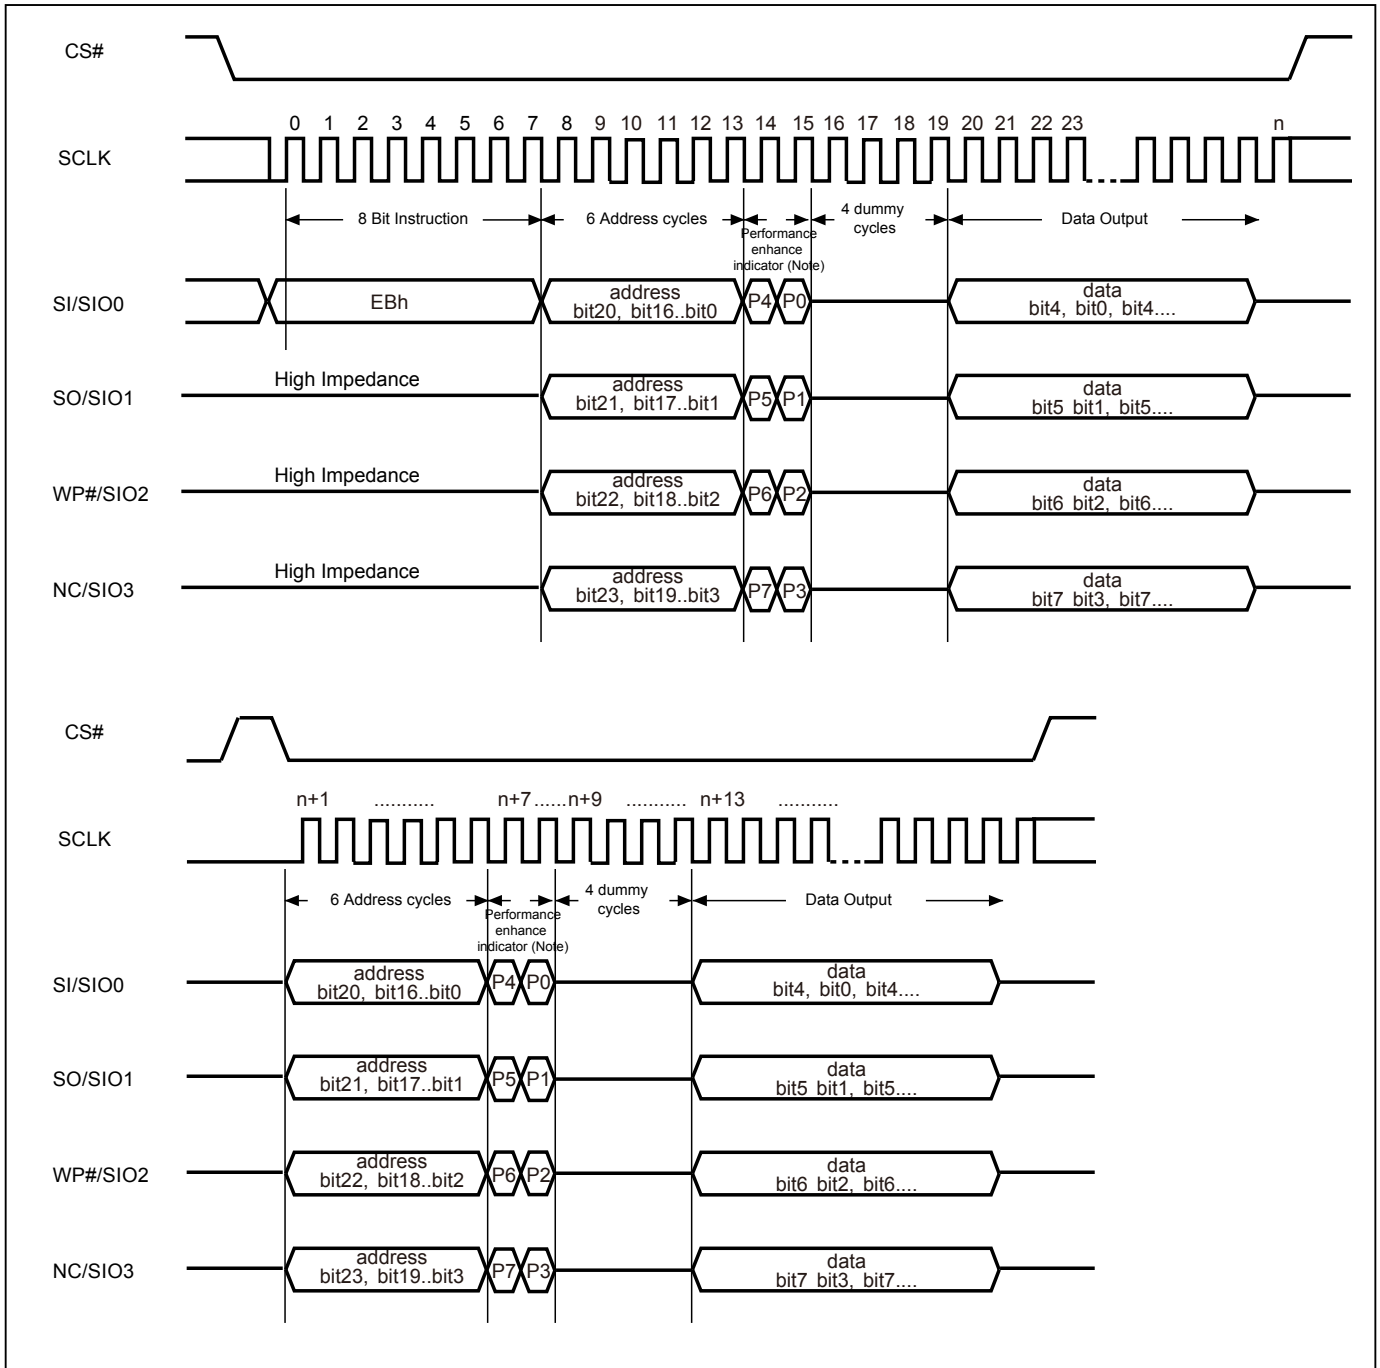 CS#
0 1 2 3 4 5 6 7 8 9 10 11 12 13 14 15 16 17 18 19 20 21 22 23 n
SCLK
8 Bit Instruction 6 Address cycles Performance enhance indicator (Note) 4 dummy cycles Data Output
SI/SIO0 EBh address bit20, bit16..bit0 P4 P0 data bit4, bit0, bit4....
SO/SIO1 High Impedance address bit21, bit17..bit1 P5 P1 data bit5 bit1, bit5....
WP#/SIO2 High Impedance address bit22, bit18..bit2 P6 P2 data bit6 bit2, bit6....
NC/SIO3 High Impedance address bit23, bit19..bit3 P7 P3 data bit7 bit3, bit7....
CS#
n+1 ........... n+7 ...... n+9 ........... n+13 ...........
SCLK
6 Address cycles Performance enhance indicator (Note) 4 dummy cycles Data Output
SI/SIO0 address bit20, bit16..bit0 P4 P0 data bit4, bit0, bit4....
SO/SIO1 address bit21, bit17..bit1 P5 P1 data bit5 bit1, bit5....
WP#/SIO2 address bit22, bit18..bit2 P6 P2 data bit6 bit2, bit6....
NC/SIO3 address bit23, bit19..bit3 P7 P3 data bit7 bit3, bit7....